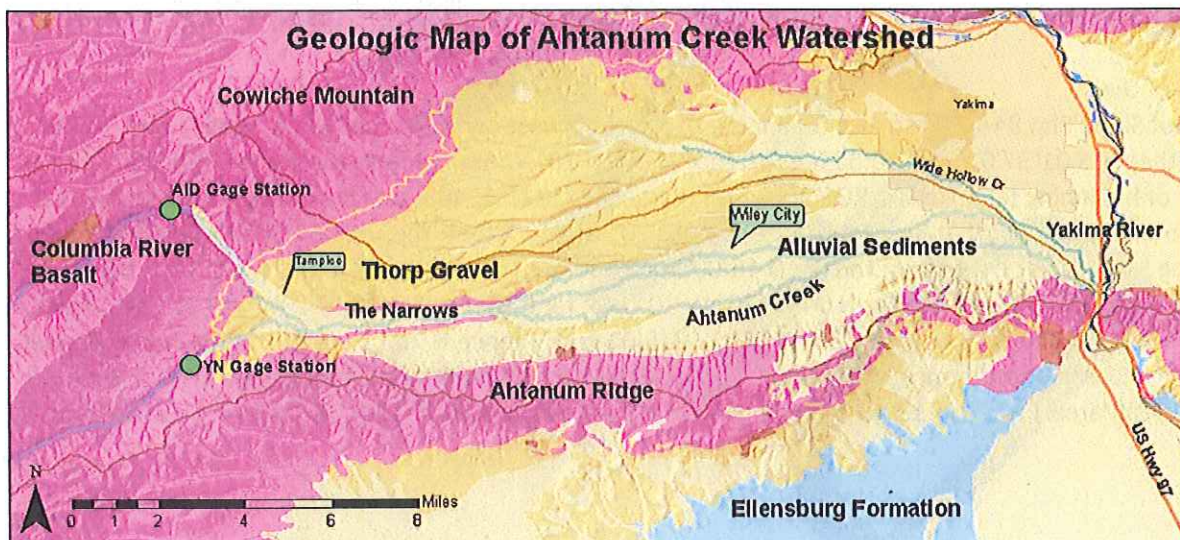 Geologic Map of Ahtanum Creek Watershed
Cowiche Mountain
Yakima
Wide Hollow Cr
AID Gage Station
Wiley City
Yakima River
Columbia River
Basalt
Tampico
Thorp Gravel
Alluvial Sediments
The Narrows
Ahtanum Creek
YN Gage Station
Ahtanum Ridge
US Hwy 97
N
Miles
0 1 2 4 6 8
Ellensburg Formation